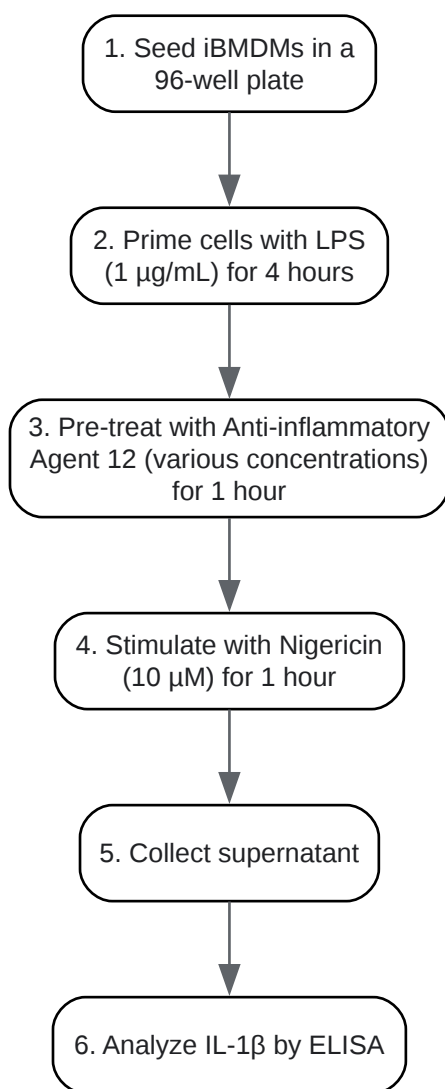 1. Seed iBMDMs in a
96-well plate
2. Prime cells with LPS
(1 µg/mL) for 4 hours
3. Pre-treat with Anti-inflammatory
Agent 12 (various concentrations)
for 1 hour
4. Stimulate with Nigericin
(10 µM) for 1 hour
5. Collect supernatant
6. Analyze IL-1β by ELISA